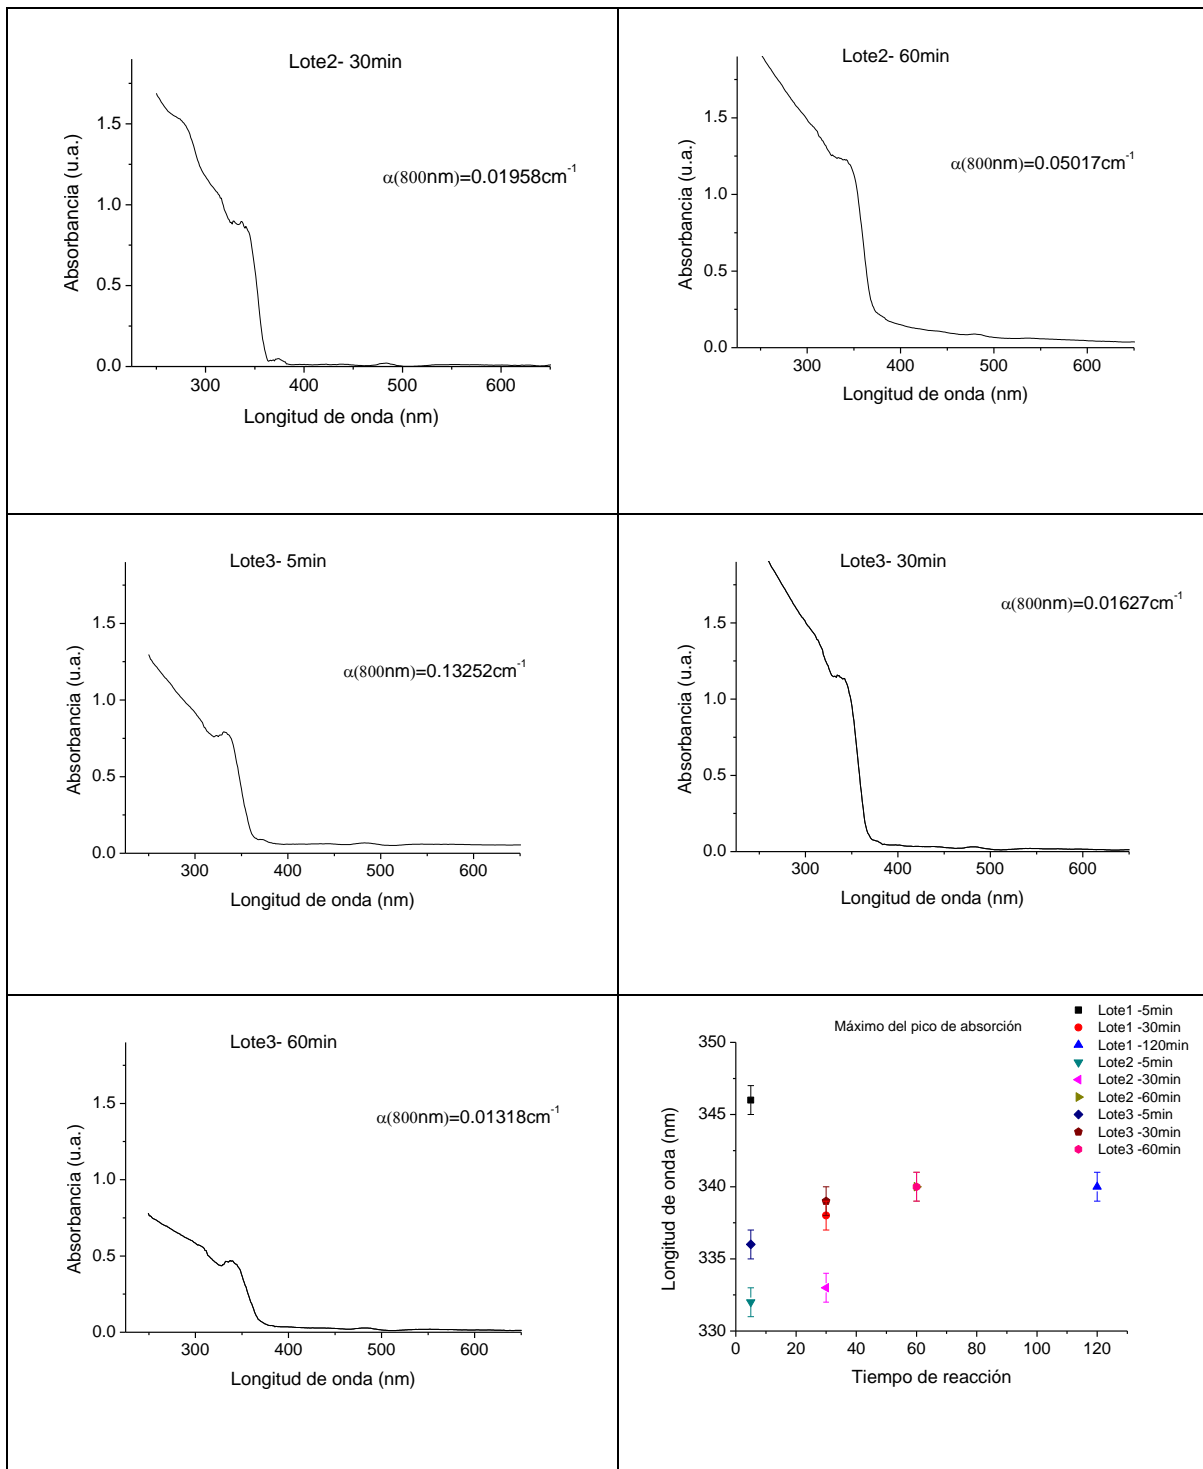 Lote2- 30min
α(800nm)=0.01958cm-1
Absorbancia (u.a.)
1.5
1.0
0.5
0.0
300 400 500 600
Longitud de onda (nm)
Lote2- 60min
α(800nm)=0.05017cm-1
Absorbancia (u.a.)
1.5
1.0
0.5
0.0
300 400 500 600
Longitud de onda (nm)
Lote3- 5min
α(800nm)=0.13252cm-1
Absorbancia (u.a.)
1.5
1.0
0.5
0.0
300 400 500 600
Longitud de onda (nm)
Lote3- 30min
α(800nm)=0.01627cm-1
Absorbancia (u.a.)
1.5
1.0
0.5
0.0
300 400 500 600
Longitud de onda (nm)
Lote3- 60min
α(800nm)=0.01318cm-1
Absorbancia (u.a.)
1.5
1.0
0.5
0.0
300 400 500 600
Longitud de onda (nm)
Máximo del pico de absorción
Lote1 -5min
Lote1 -30min
Lote1 -120min
Lote2 -5min
Lote2 -30min
Lote2 -60min
Lote3 -5min
Lote3 -30min
Lote3 -60min
Longitud de onda (nm)
350
345
340
335
330
0 20 40 60 80 100 120
Tiempo de reacción